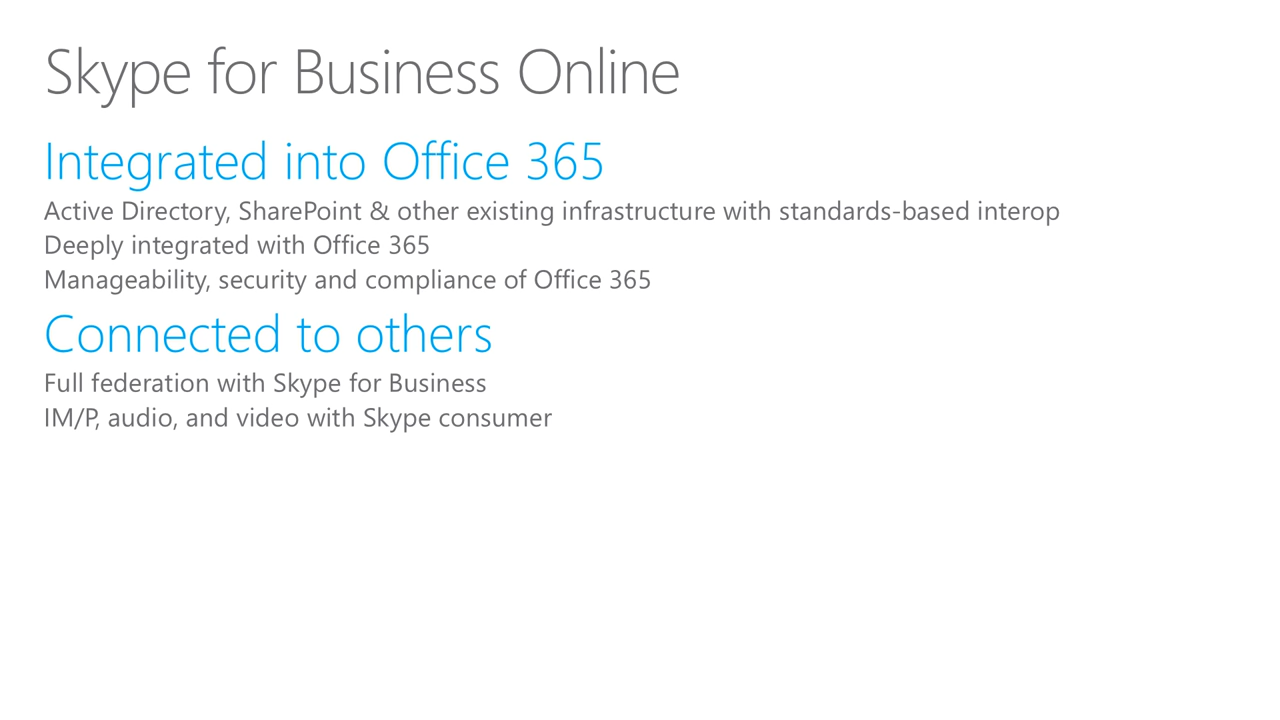 Skype for Business Online
Integrated into Office 365
Active Directory, SharePoint & other existing infrastructure with standards-based interop
Deeply integrated with Office 365
Manageability, security and compliance of Office 365
Connected to others
Full federation with Skype for Business
IM/P, audio, and video with Skype consumer